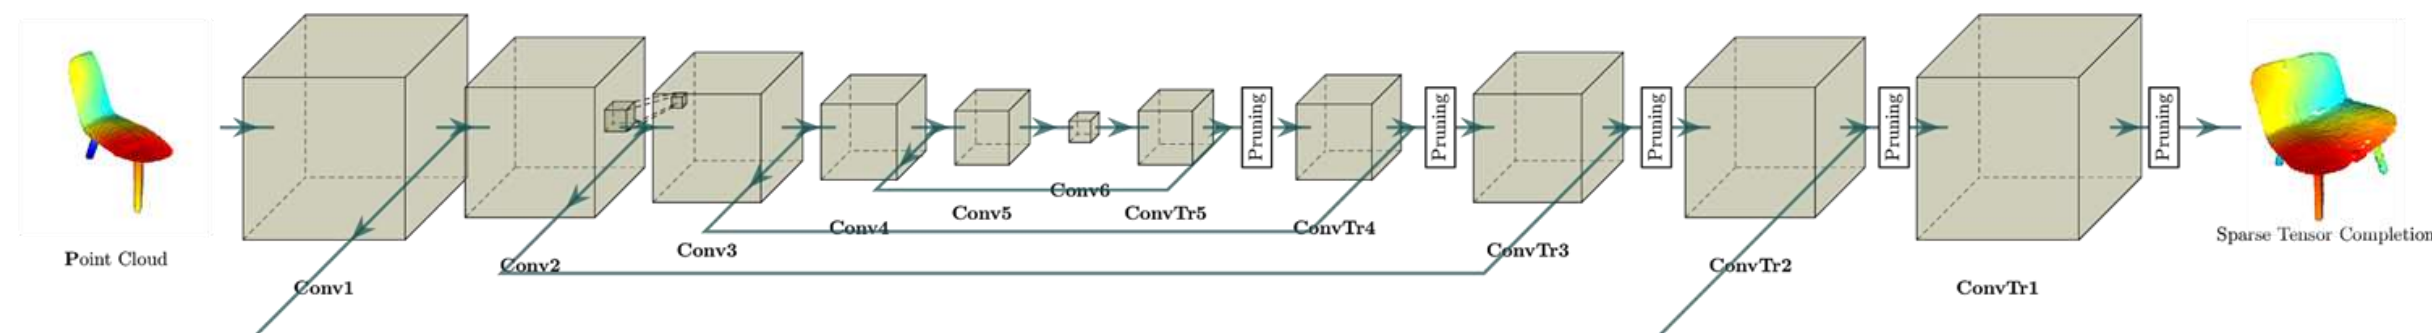 Pruning
Pruning
Pruning
Pruning
Pruning
Conv6
Conv5
ConvTr5
Conv4
ConvTr4
Conv3
ConvTr3
Conv2
ConvTr2
Conv1
ConvTr1
Point Cloud
Sparse Tensor Completion